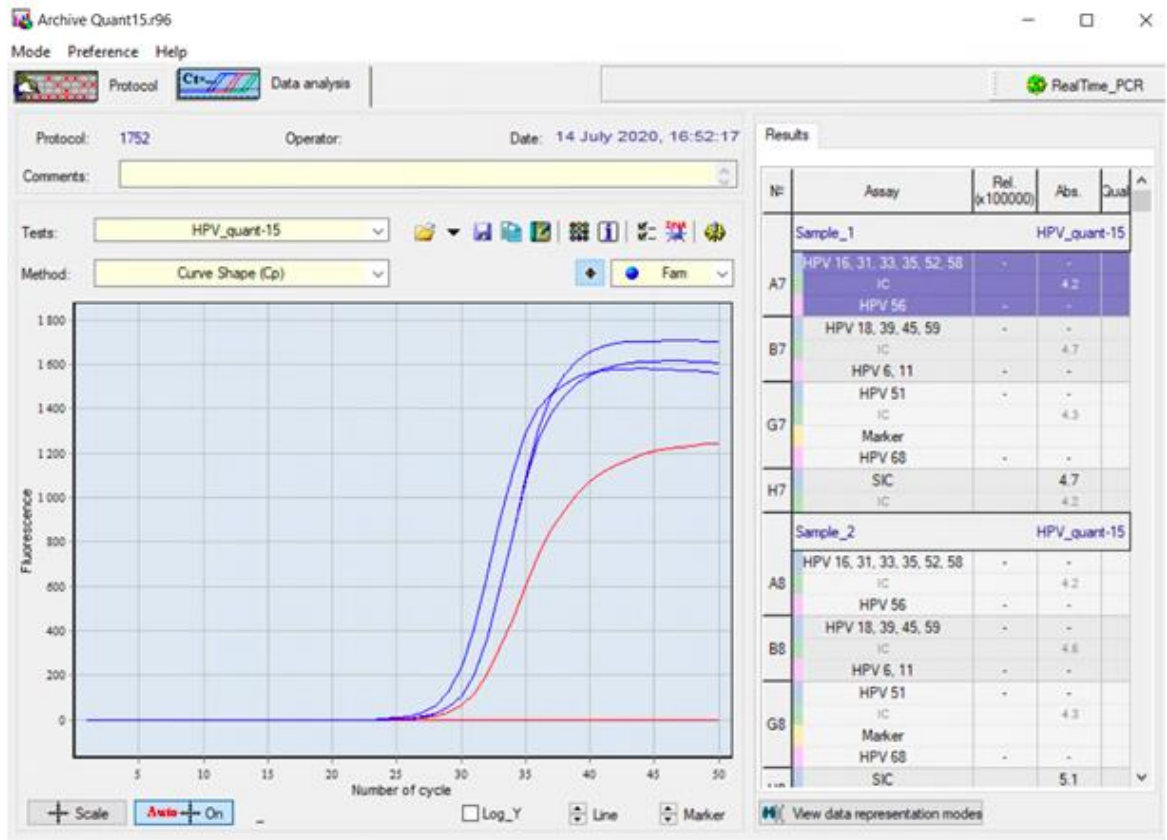 Archive Quant15.r96
Mode Preference Help
Protocol
Ct=
Data analysis
RealTime_PCR
Protocol: 1752 Operator: Date: 14 July 2020, 16:52:17
Comments:
Tests: HPV_quant-15
Method: Curve Shape (Cp) Fam
1 800
1 600
1 400
1 200
1 000
800
600
400
200
0
Fluorescence
5 10 15 20 25 30 35 40 45 50
Number of cycle
Scale Auto On Log_Y Line Marker
Results
Nº Assay Rel. (x100000) Abs. Qual
Sample_1 HPV_quant-15
A7
HPV 16, 31, 33, 35, 52, 58 - -
IC 4.2
HPV 56 - -
B7
HPV 18, 39, 45, 59 - -
IC 4.7
HPV 6, 11 - -
G7
HPV 51 - -
IC 4.3
Marker
HPV 68 - -
H7
SIC 4.7
IC 4.2
Sample_2 HPV_quant-15
A8
HPV 16, 31, 33, 35, 52, 58 - -
IC 4.2
HPV 56 - -
B8
HPV 18, 39, 45, 59 - -
IC 4.6
HPV 6, 11 - -
G8
HPV 51 - -
IC 4.3
Marker
HPV 68 - -
SIC 5.1
View data representation modes